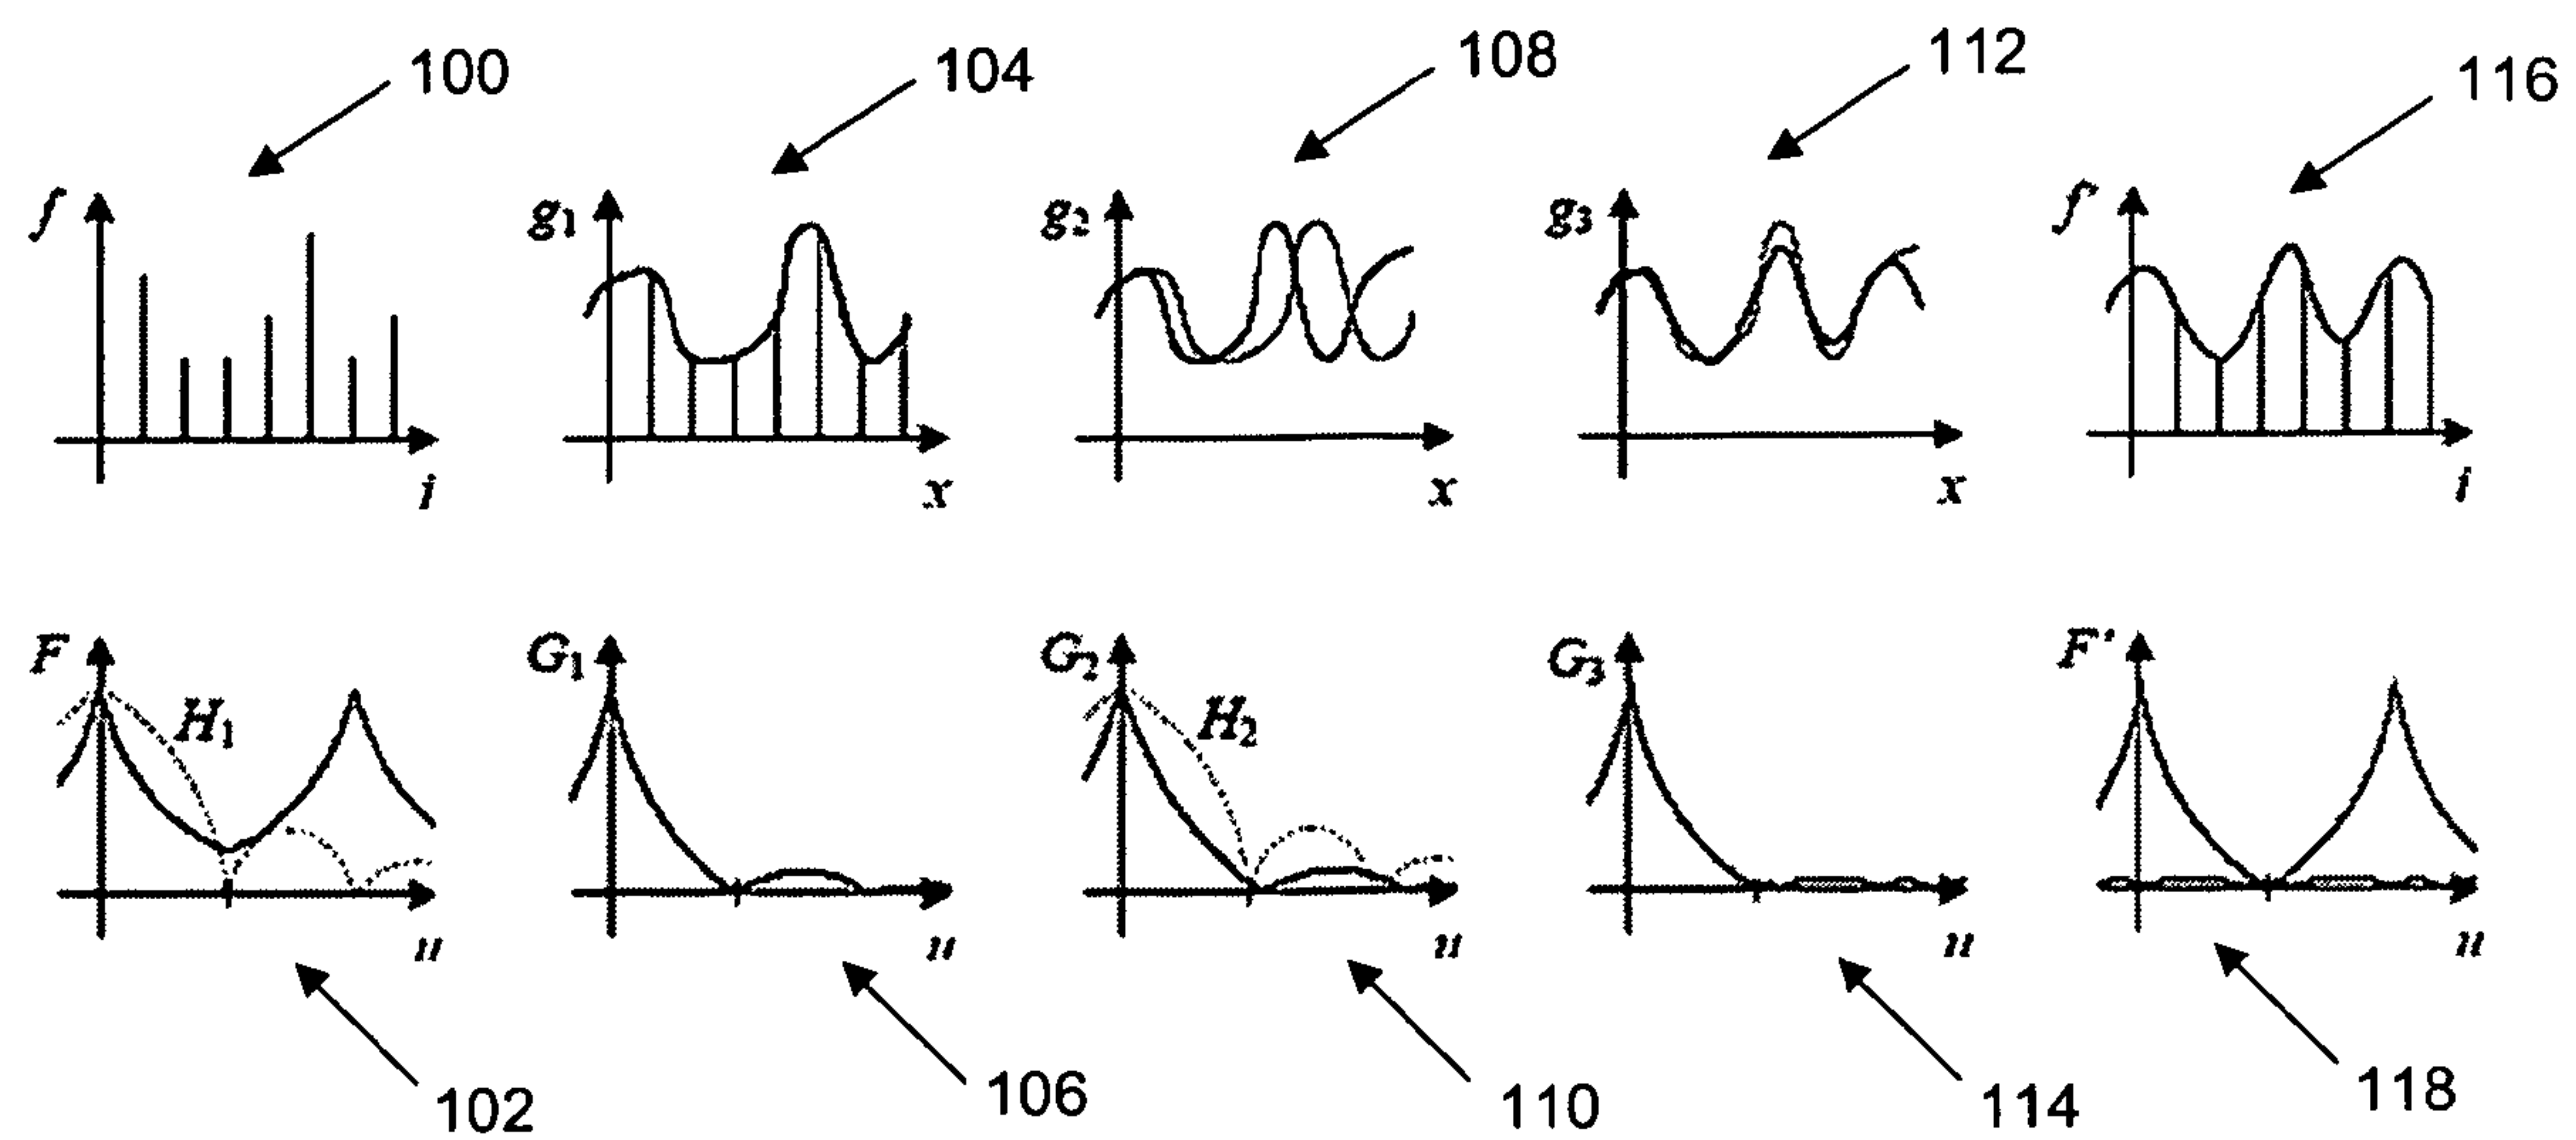 100 104 108 112 116
f g₁ g₂ g₃ f'
i x x x i
F G₁ G₂ G₃ F'
H₁ H₂
u u u u u
102 106 110 114 118